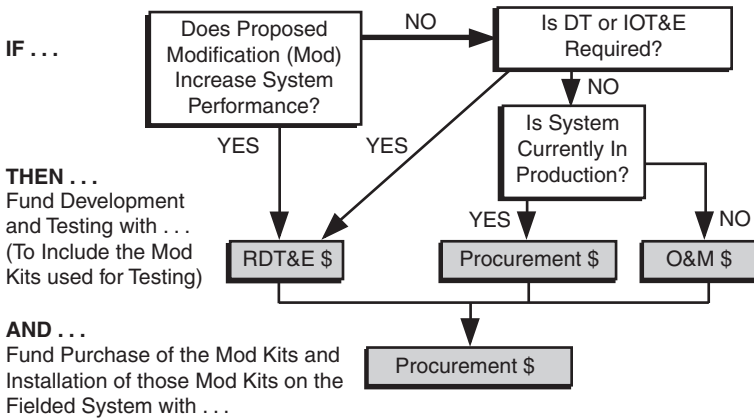 IF . . .
Does Proposed
Modification (Mod)
Increase System
Performance?
NO
Is DT or IOT&E
Required?
NO
YES
YES
Is System
Currently In
Production?
THEN . . .
Fund Development
and Testing with . . .
(To Include the Mod
Kits used for Testing)
YES
NO
RDT&E $
Procurement $
O&M $
AND . . .
Fund Purchase of the Mod Kits and
Installation of those Mod Kits on the
Fielded System with . . .
Procurement $